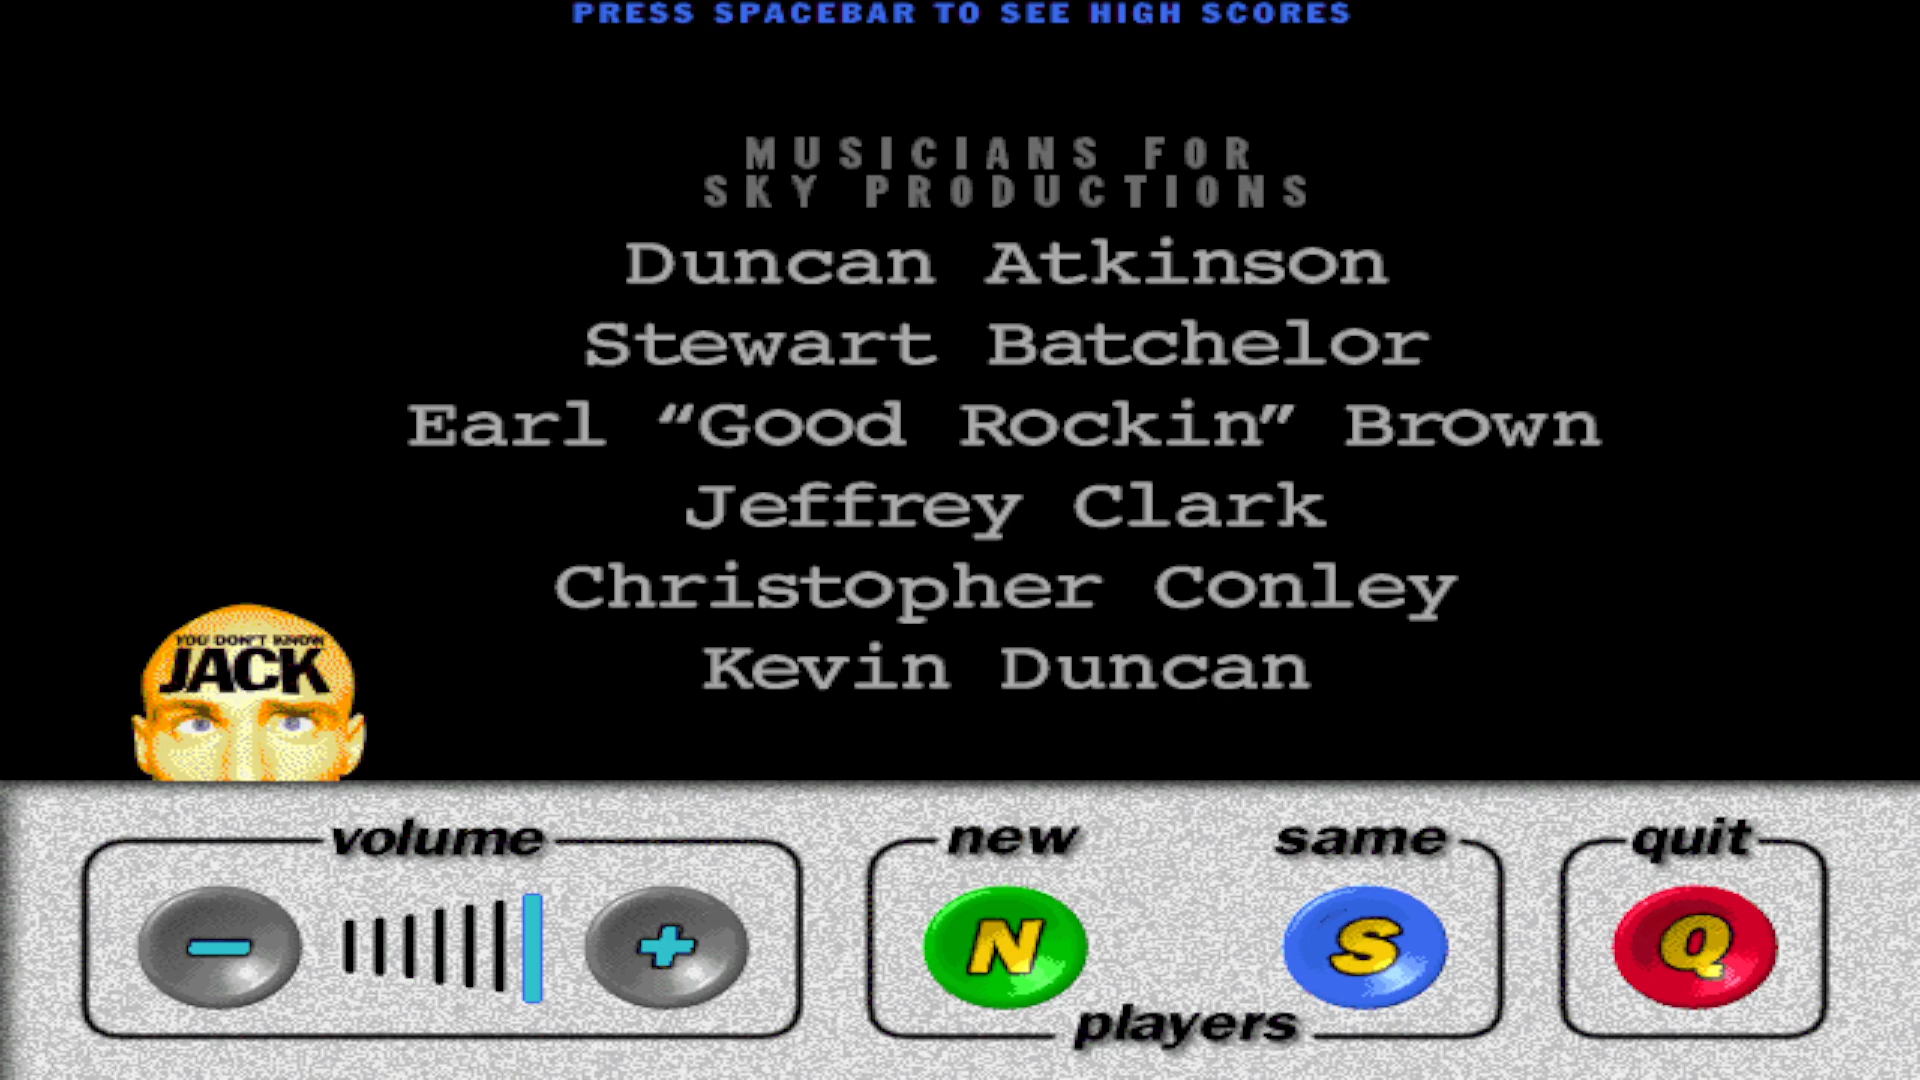 PRESS SPACEBAR TO SEE HIGH SCORES
MUSICIANS FOR
SKY PRODUCTIONS
Duncan Atkinson
Stewart Batchelor
Earl “Good Rockin” Brown
Jeffrey Clark
Christopher Conley
Kevin Duncan
YOU DON'T KNOW
JACK
volume
new
same
quit
N
S
Q
players